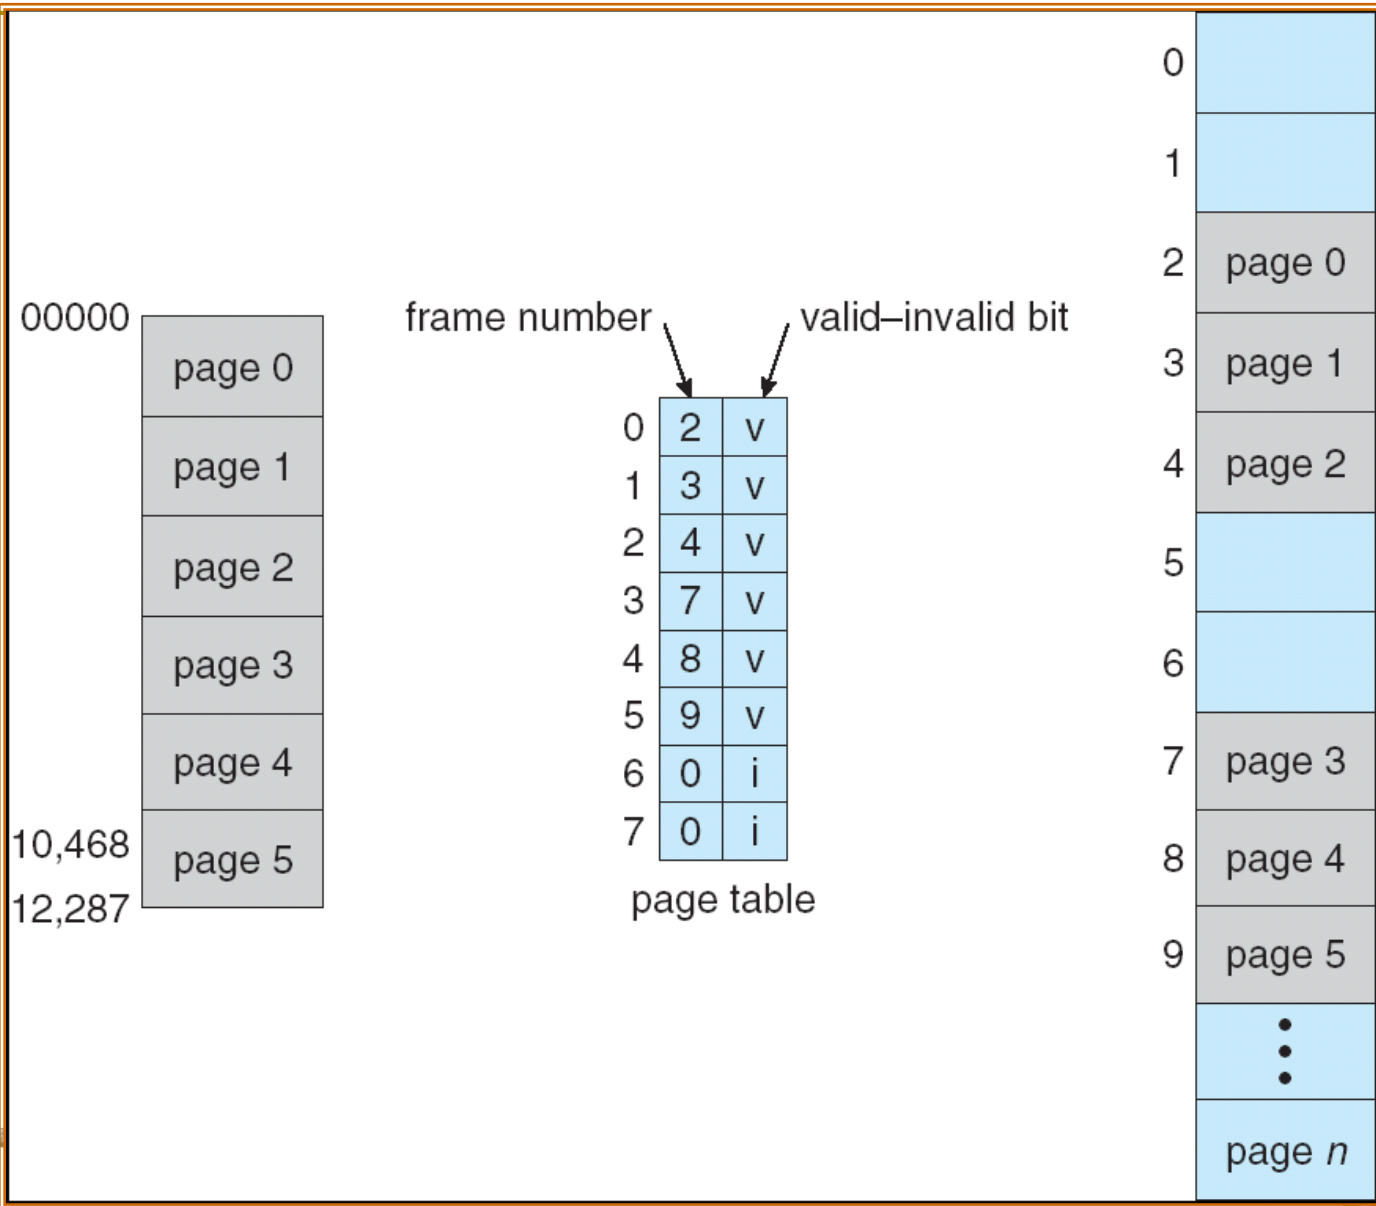 00000
page 0
page 1
page 2
page 3
page 4
10,468
page 5
12,287
frame number
valid–invalid bit
0 2 v
1 3 v
2 4 v
3 7 v
4 8 v
5 9 v
6 0 i
7 0 i
page table
0
1
2 page 0
3 page 1
4 page 2
5
6
7 page 3
8 page 4
9 page 5
page n